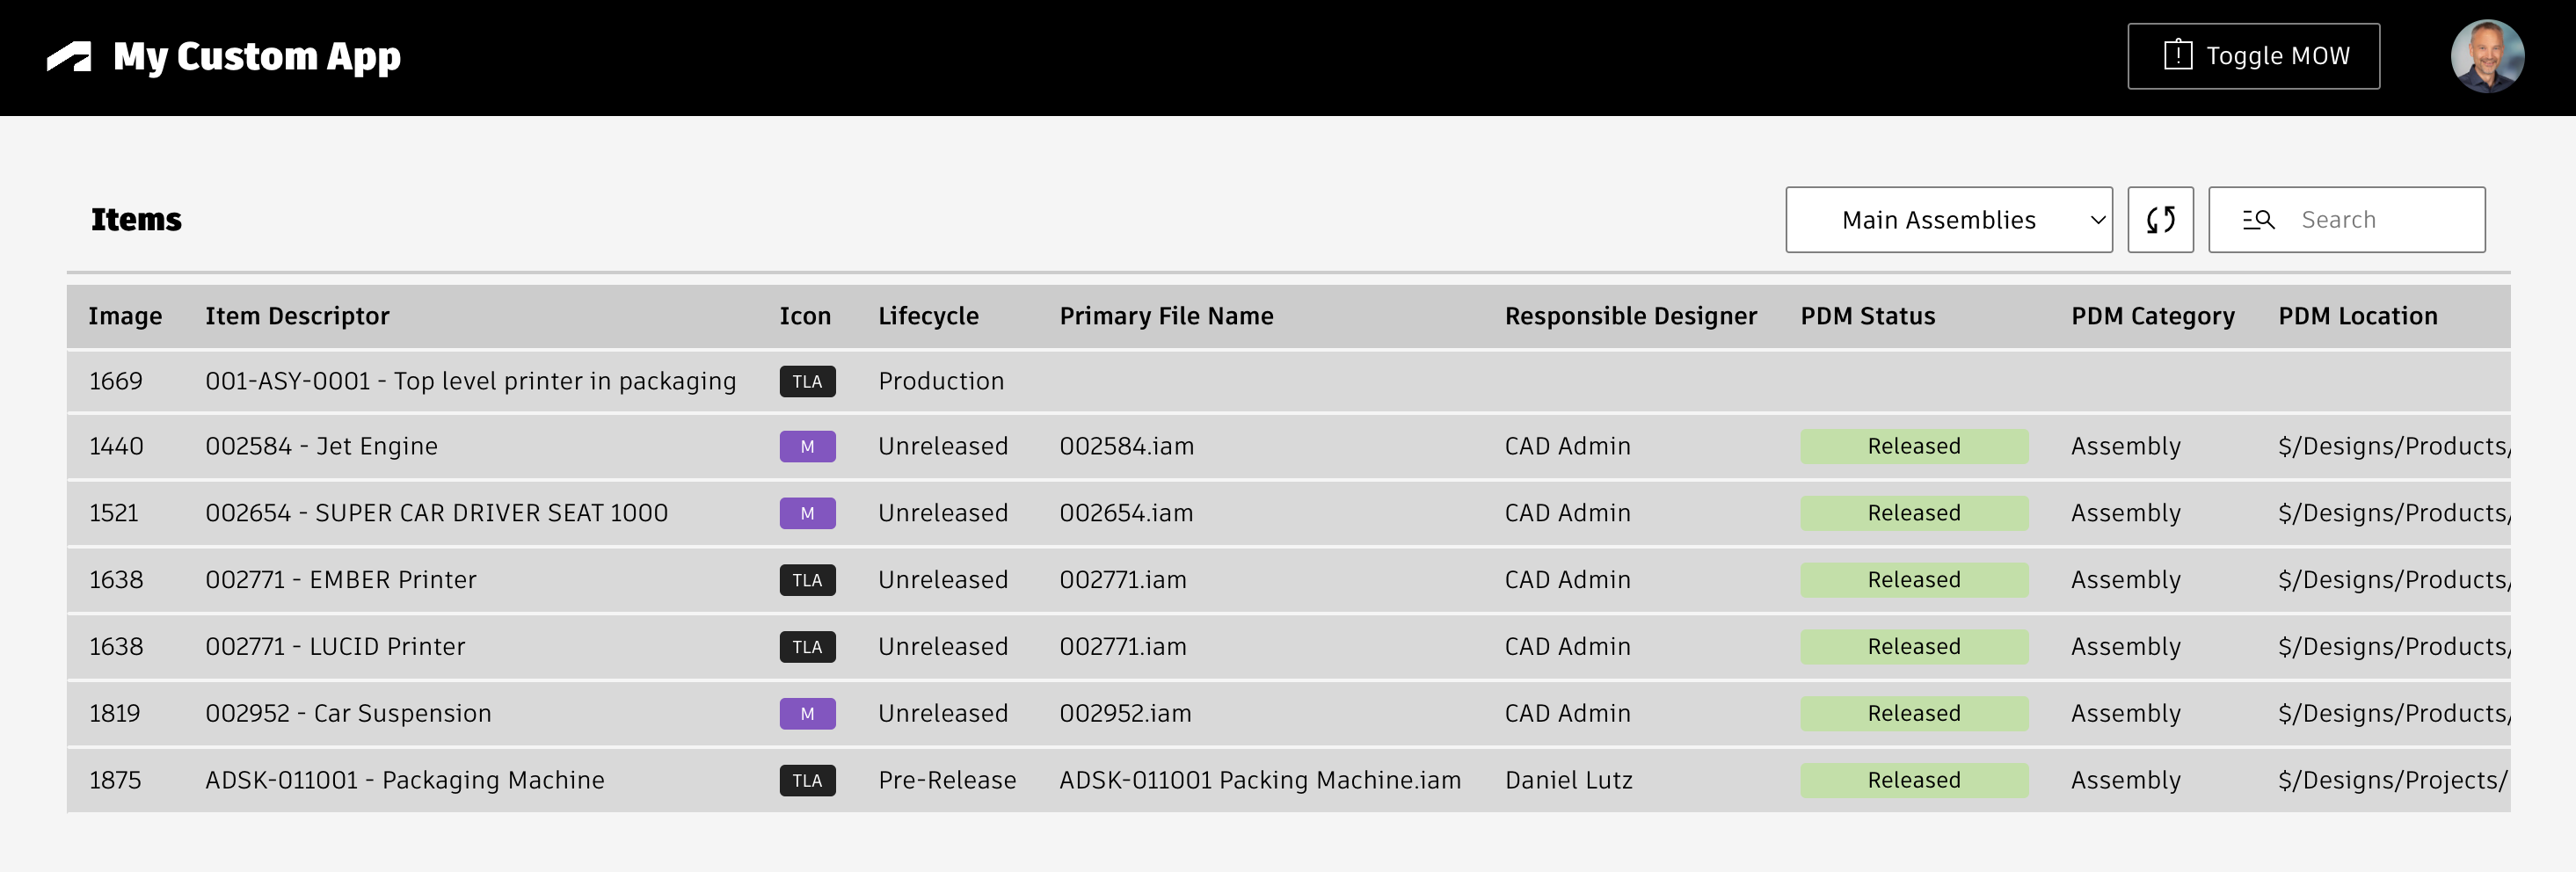 My Custom App
Toggle MOW
Items
Main Assemblies
Search
Image Item Descriptor Icon Lifecycle Primary File Name Responsible Designer PDM Status PDM Category PDM Location
1669 001-ASY-0001 - Top level printer in packaging TLA Production
1440 002584 - Jet Engine M Unreleased 002584.iam CAD Admin Released Assembly $/Designs/Products/
1521 002654 - SUPER CAR DRIVER SEAT 1000 M Unreleased 002654.iam CAD Admin Released Assembly $/Designs/Products/
1638 002771 - EMBER Printer TLA Unreleased 002771.iam CAD Admin Released Assembly $/Designs/Products/
1638 002771 - LUCID Printer TLA Unreleased 002771.iam CAD Admin Released Assembly $/Designs/Products/
1819 002952 - Car Suspension M Unreleased 002952.iam CAD Admin Released Assembly $/Designs/Products/
1875 ADSK-011001 - Packaging Machine TLA Pre-Release ADSK-011001 Packing Machine.iam Daniel Lutz Released Assembly $/Designs/Projects/